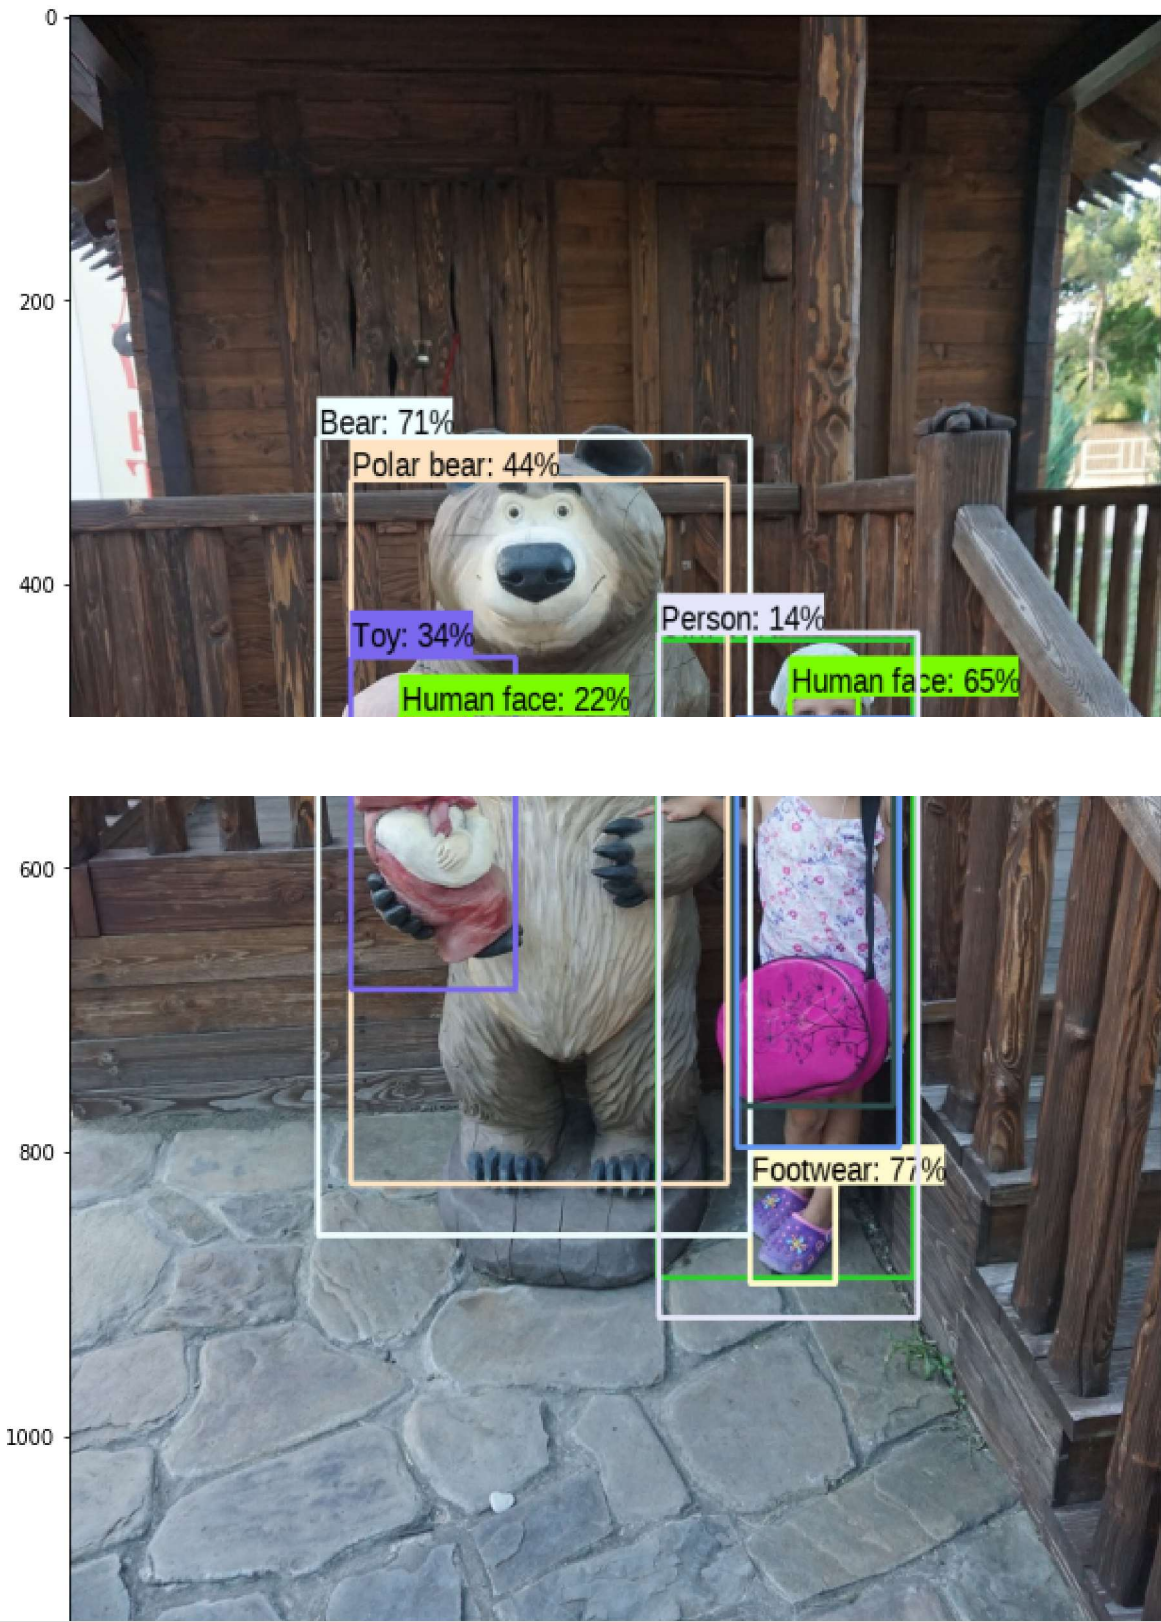 0
200
Bear: 71%
Polar bear: 44%
400
Person: 14%
Toy: 34%
Human face: 65%
Human face: 22%
600
800
Footwear: 77%
1000